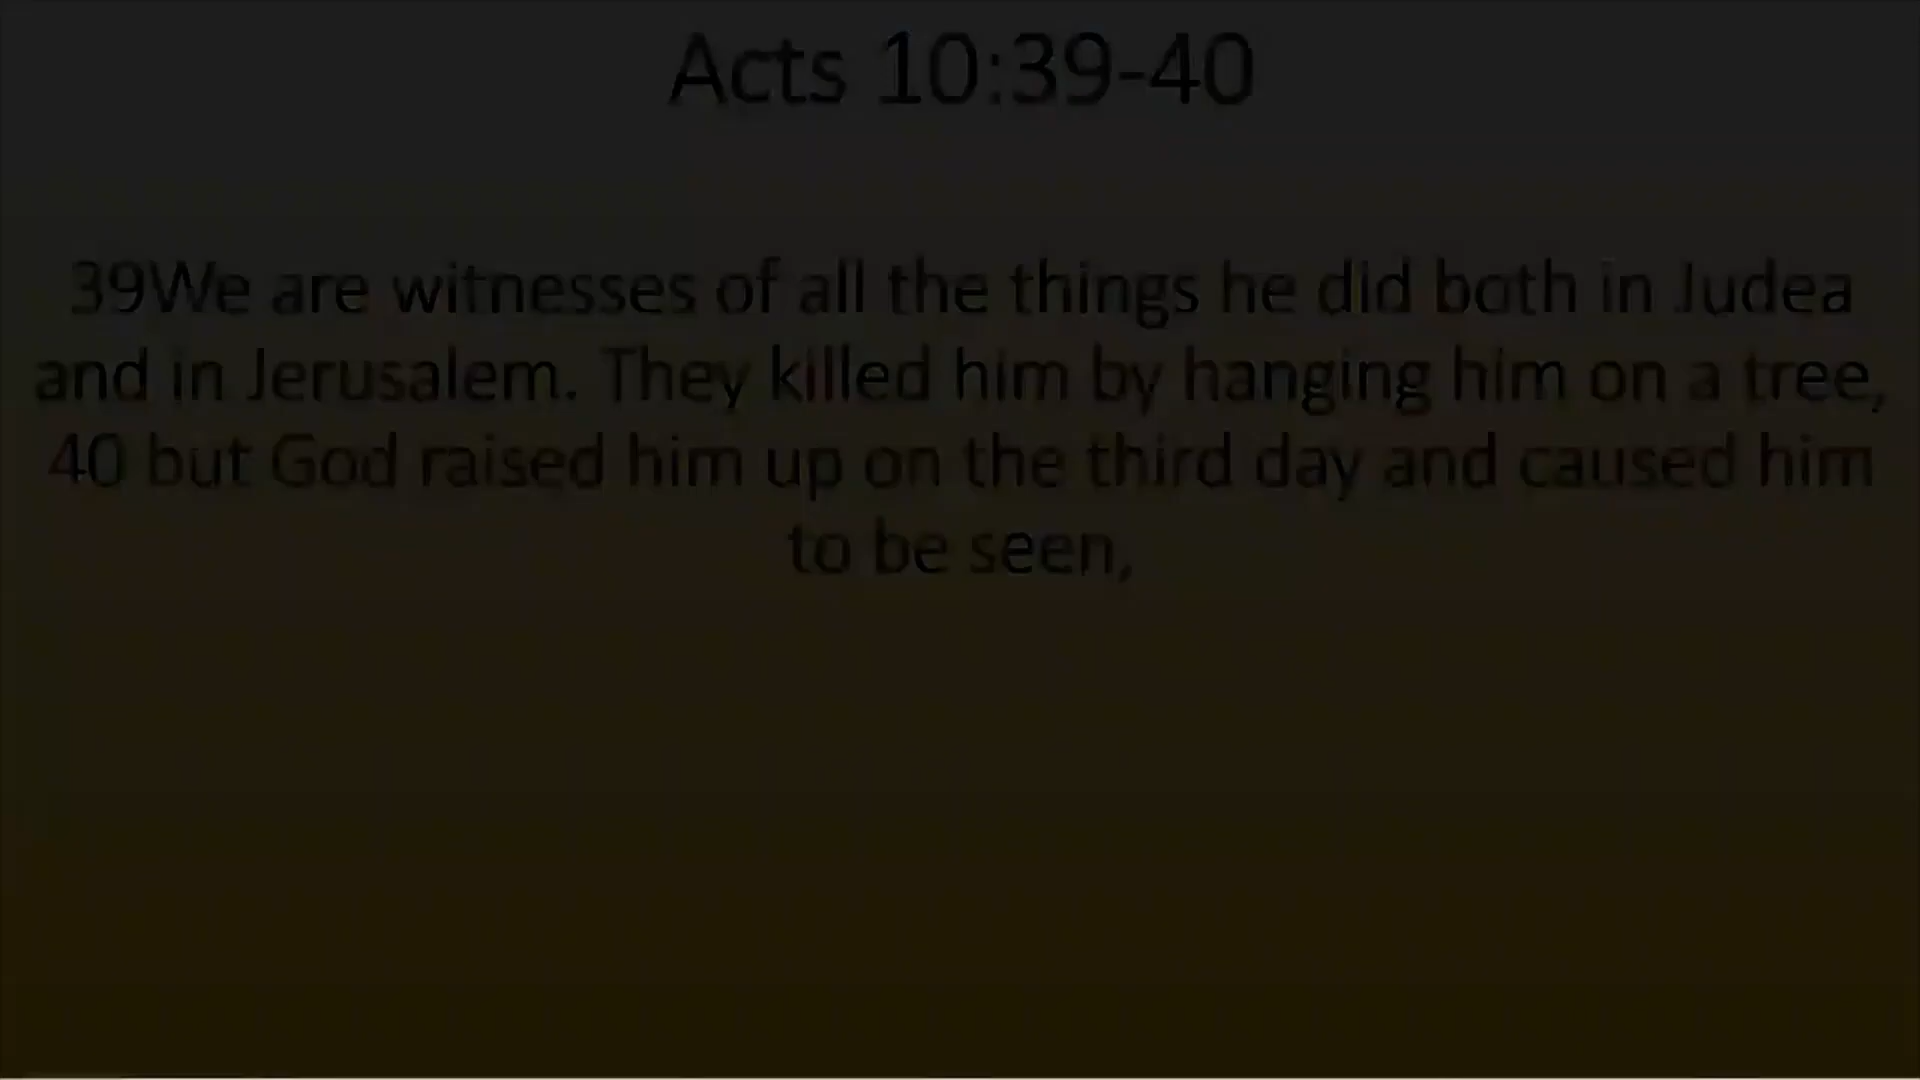 Acts 10:39-40
39We are witnesses of all the things he did both in Judea
and in Jerusalem. They killed him by hanging him on a tree,
40 but God raised him up on the third day and caused him
to be seen,